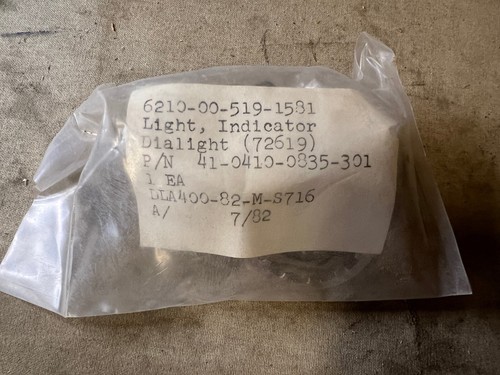 6210-00-519-1581
Light, Indicator
Dialight (72619)
P/N 41-0410-0835-301
1 EA
DLA400-82-M-S716
A/ 7/82